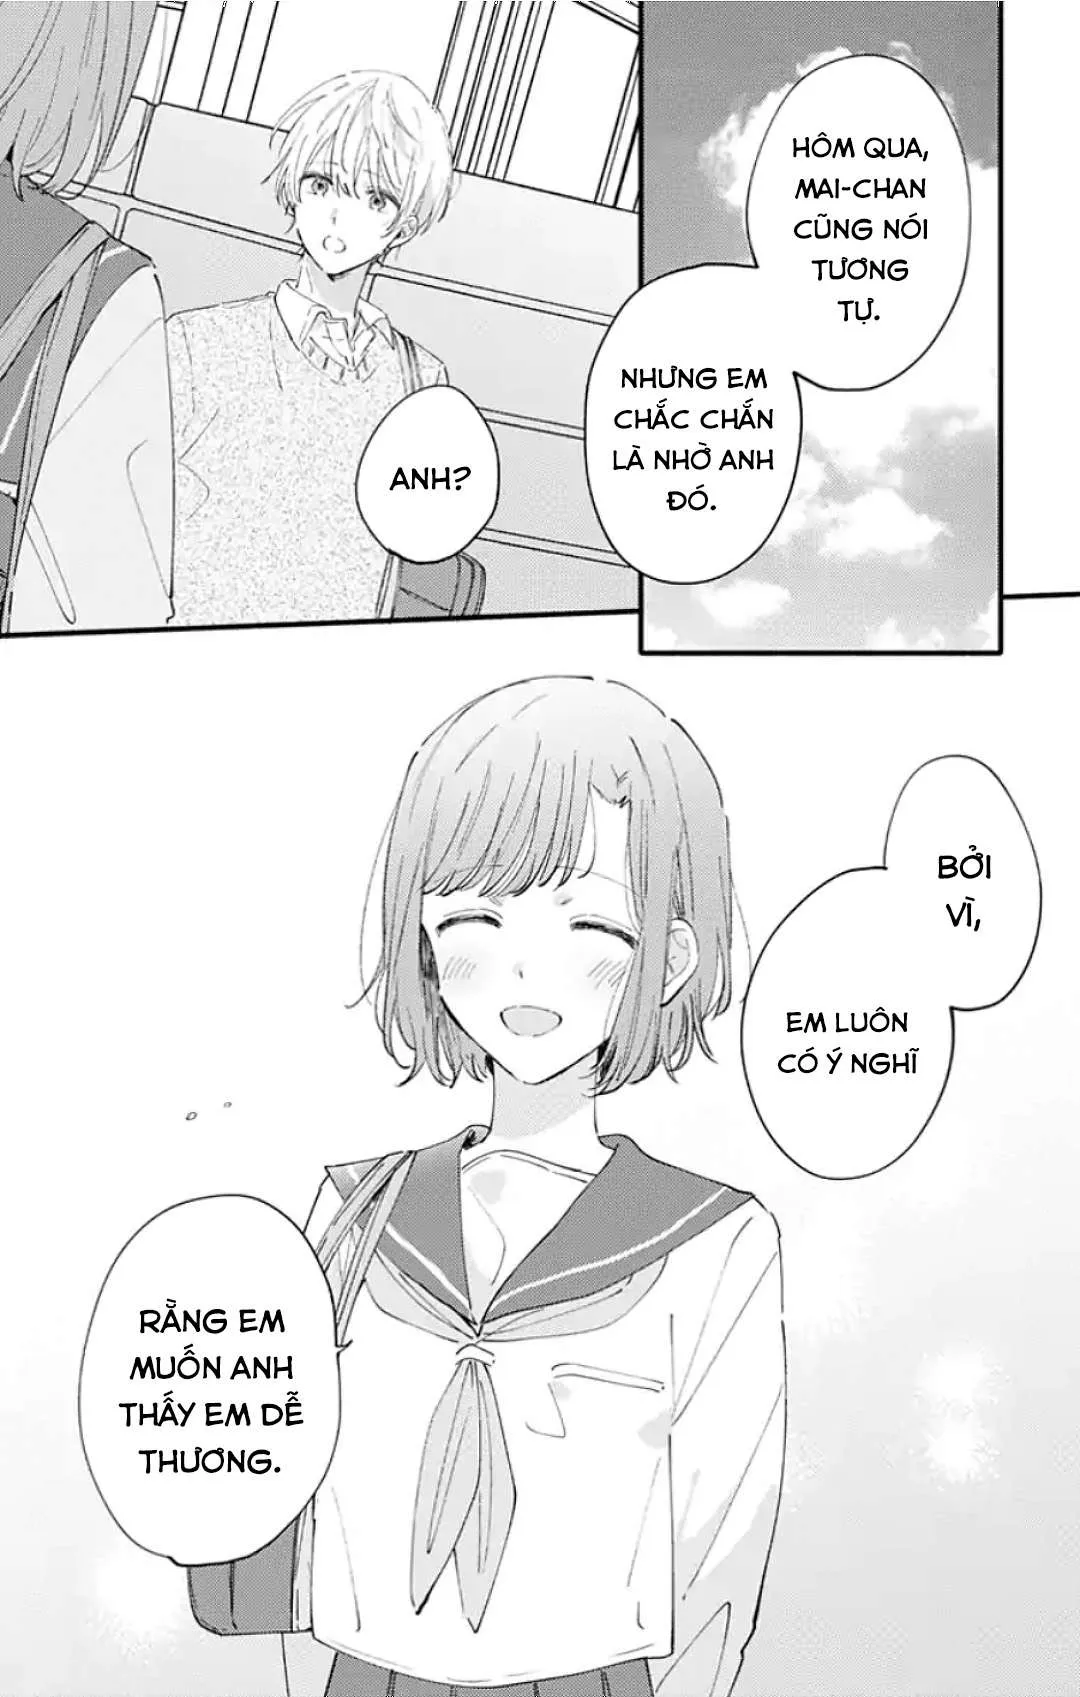 HÔM QUA,
MAI-CHAN
CŨNG NÓI
TƯƠNG
TỰ.
NHƯNG EM
CHẮC CHẮN
LÀ NHỜ ANH
ĐÓ.
ANH?
BỞI
VÌ,
EM LUÔN
CÓ Ý NGHĨ
RẰNG EM
MUỐN ANH
THẤY EM DỄ
THƯƠNG.